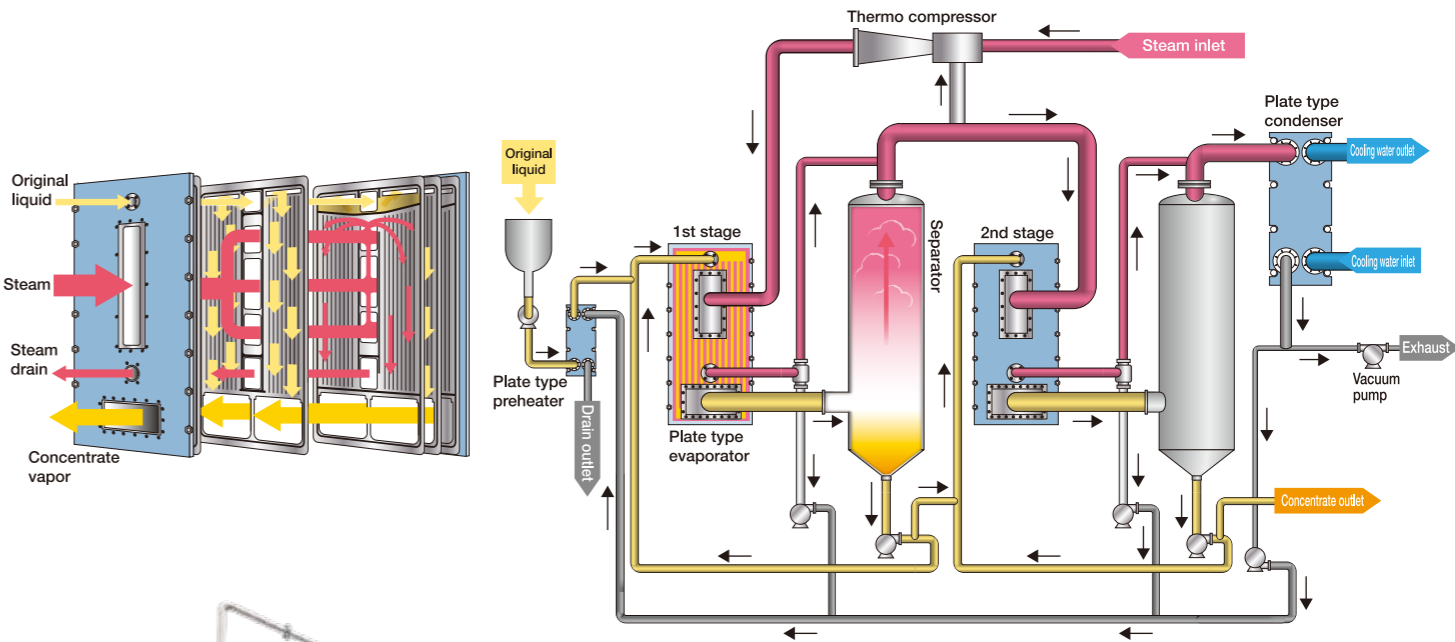 Original
liquid
Steam
Steam
drain
Concentrate
vapor
Thermo compressor
Steam inlet
Original
liquid
Plate type
preheater
Drain outlet
1st stage
Plate type
evaporator
Separator
2nd stage
Plate type
condenser
Cooling water outlet
Cooling water inlet
Exhaust
Vacuum
pump
Concentrate outlet